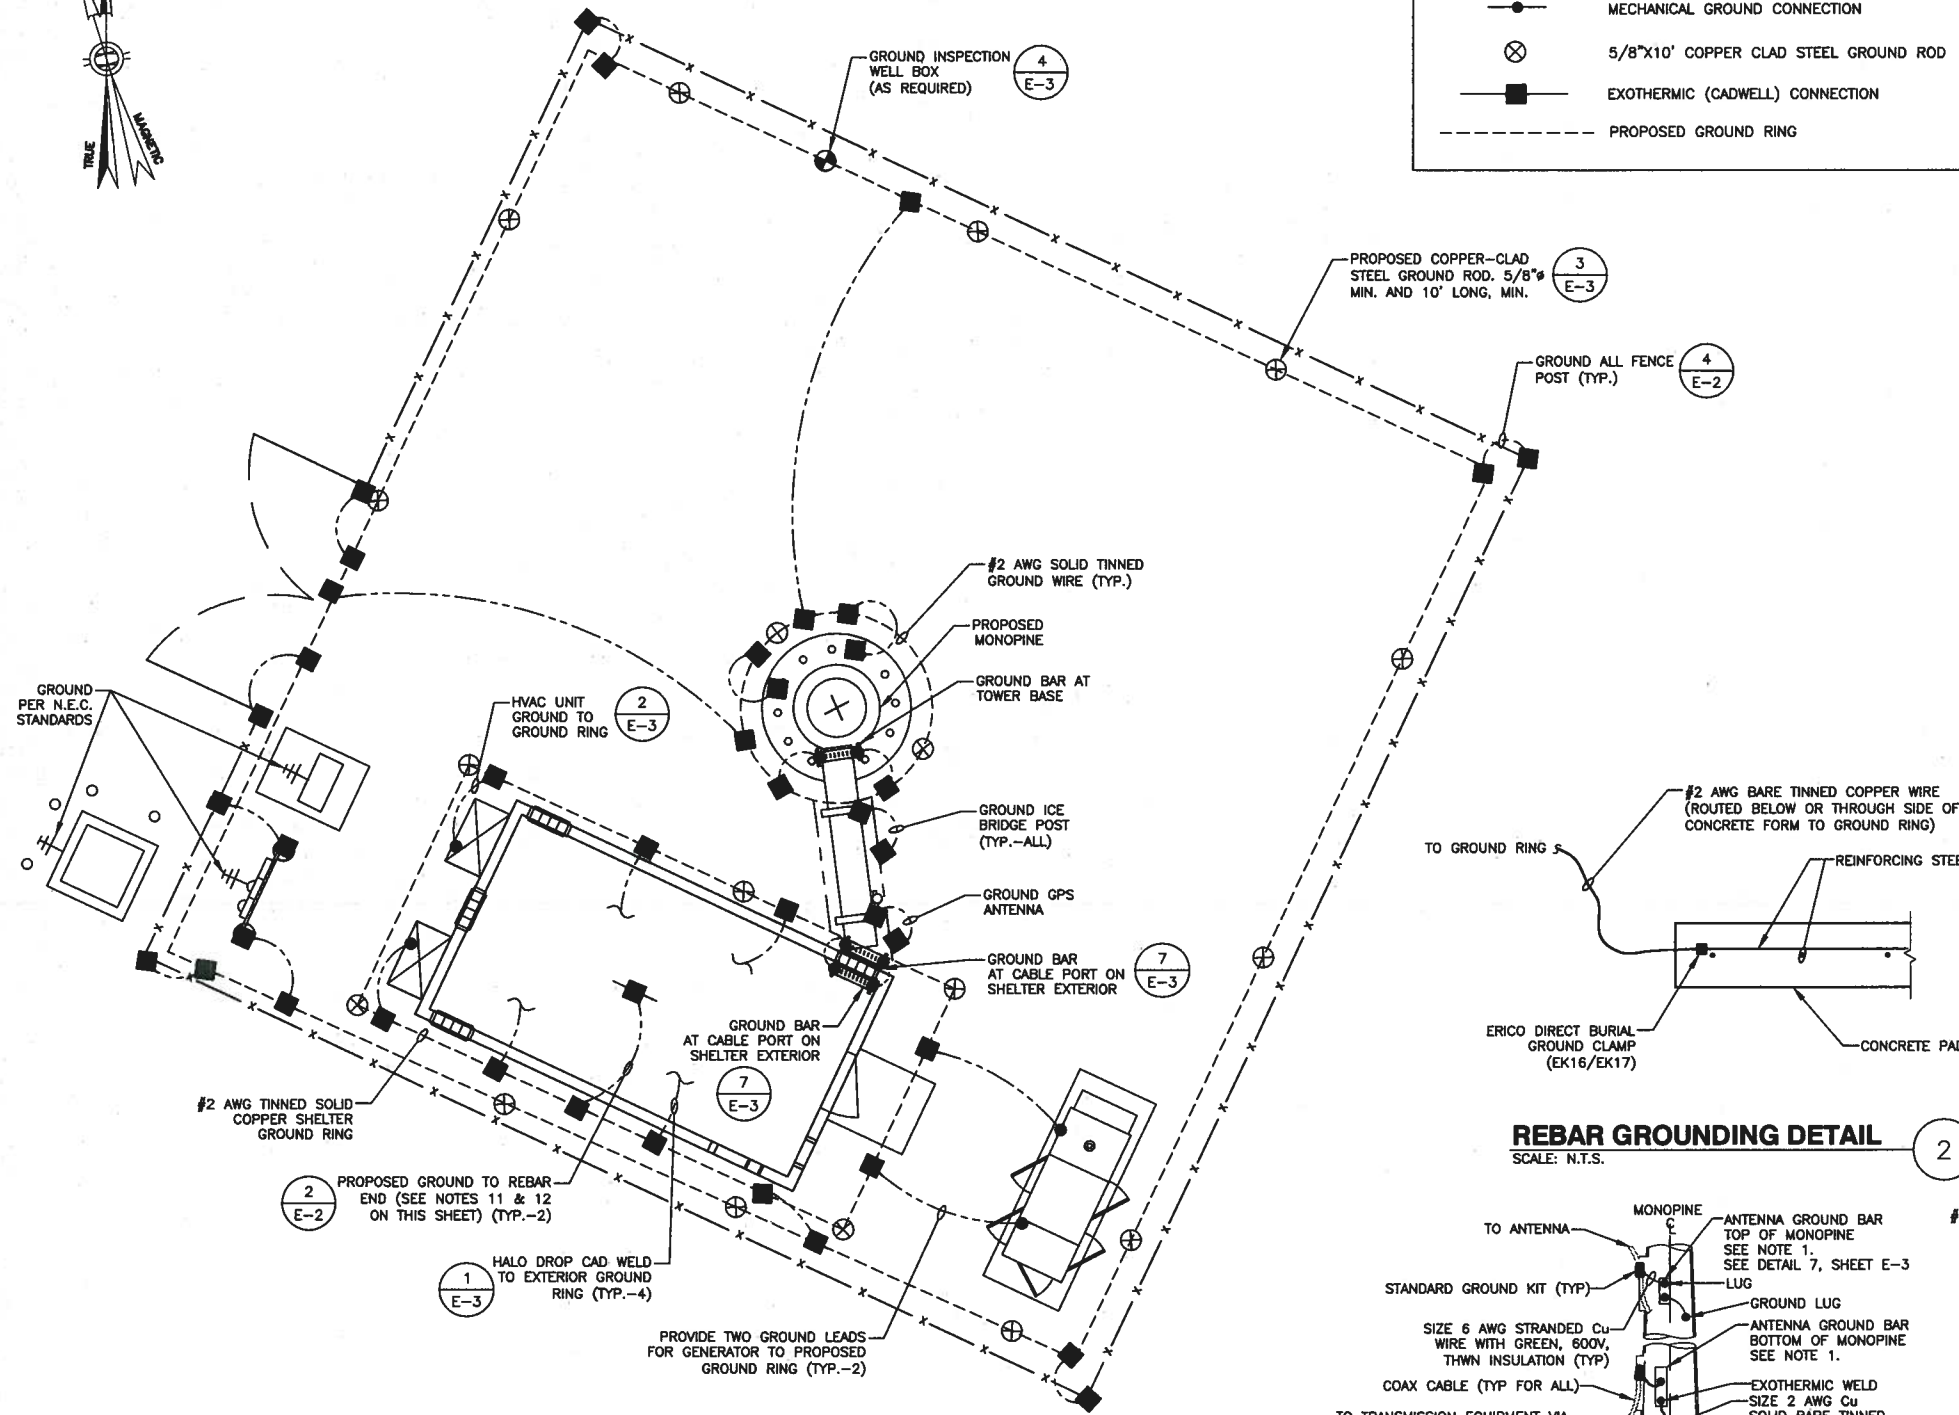 MECHANICAL GROUND CONNECTION
5/8"X10' COPPER CLAD STEEL GROUND ROD
EXOTHERMIC (CADWELL) CONNECTION
PROPOSED GROUND RING
TRUE
MAGNETIC
GROUND INSPECTION
WELL BOX
(AS REQUIRED)
4
E-3
PROPOSED COPPER-CLAD
STEEL GROUND ROD. 5/8"ø
MIN. AND 10' LONG, MIN.
3
E-3
GROUND ALL FENCE
POST (TYP.)
4
E-2
#2 AWG SOLID TINNED
GROUND WIRE (TYP.)
PROPOSED
MONOPINE
GROUND BAR AT
TOWER BASE
GROUND
PER N.E.C.
STANDARDS
HVAC UNIT
GROUND TO
GROUND RING
2
E-3
GROUND ICE
BRIDGE POST
(TYP.-ALL)
GROUND GPS
ANTENNA
GROUND BAR
AT CABLE PORT ON
SHELTER EXTERIOR
7
E-3
GROUND BAR
AT CABLE PORT ON
SHELTER EXTERIOR
7
E-3
#2 AWG TINNED SOLID
COPPER SHELTER
GROUND RING
2
E-2
PROPOSED GROUND TO REBAR
END (SEE NOTES 11 & 12
ON THIS SHEET) (TYP.-2)
1
E-3
HALO DROP CAD WELD
TO EXTERIOR GROUND
RING (TYP.-4)
PROVIDE TWO GROUND LEADS
FOR GENERATOR TO PROPOSED
GROUND RING (TYP.-2)
#2 AWG BARE TINNED COPPER WIRE
(ROUTED BELOW OR THROUGH SIDE OF
CONCRETE FORM TO GROUND RING)
TO GROUND RING
REINFORCING STEE
ERICO DIRECT BURIAL
GROUND CLAMP
(EK16/EK17)
CONCRETE PA
REBAR GROUNDING DETAIL
SCALE: N.T.S.
2
MONOPINE
TO ANTENNA
ANTENNA GROUND BAR
TOP OF MONOPINE
SEE NOTE 1.
SEE DETAIL 7, SHEET E-3
#
STANDARD GROUND KIT (TYP)
LUG
GROUND LUG
SIZE 6 AWG STRANDED Cu
WIRE WITH GREEN, 600V,
THWN INSULATION (TYP)
ANTENNA GROUND BAR
BOTTOM OF MONOPINE
SEE NOTE 1.
COAX CABLE (TYP FOR ALL)
EXOTHERMIC WELD
SIZE 2 AWG Cu
SOLID BARE TINNED
TO TRANSMISSION EQUIPMENT VIA